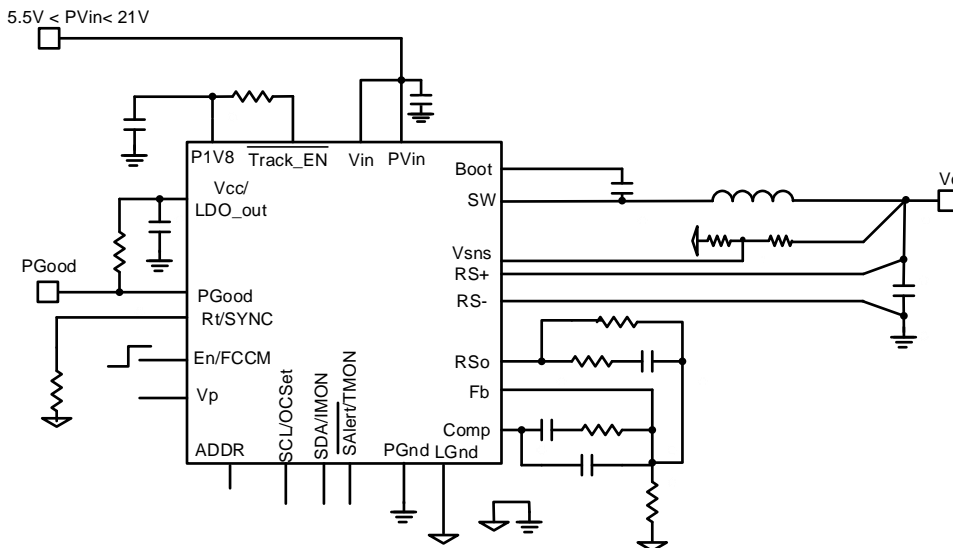 5.5V < PVin< 21V
P1V8
Track_EN
Vin
PVin
Vcc/
LDO_out
Boot
SW
Vsns
RS+
RS-
PGood
PGood
Rt/SYNC
En/FCCM
Vp
RSo
Fb
Comp
ADDR
SCL/OCSet
SDA/IMON
SAlert/TMON
PGnd
LGnd